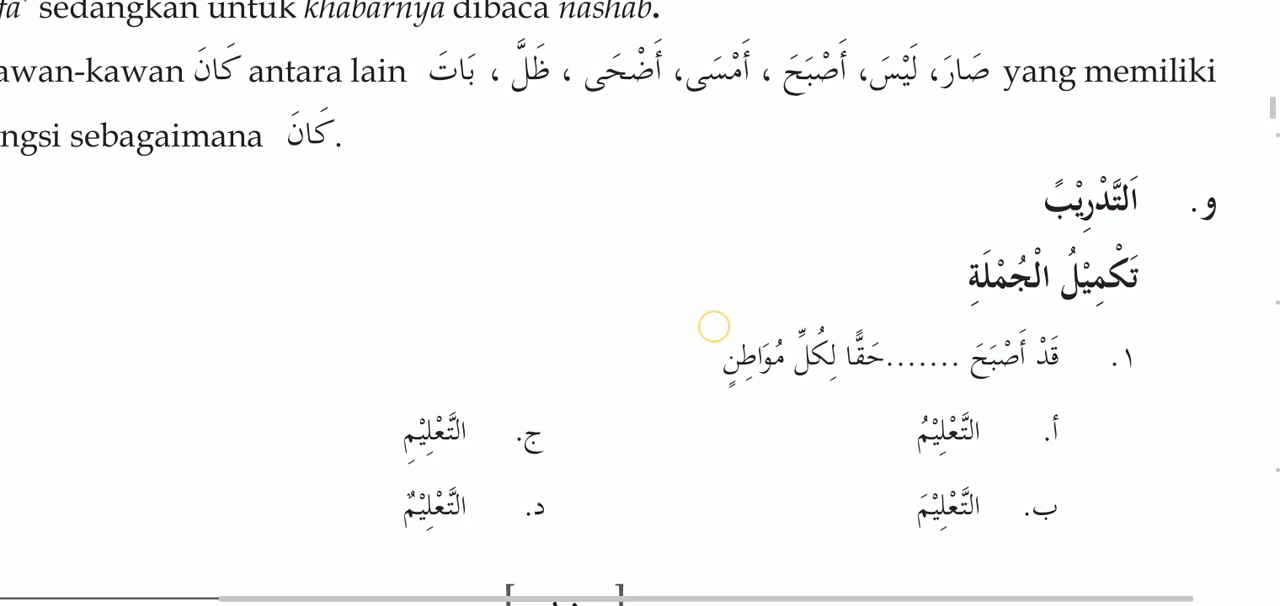 fa' sedangkan untuk khabarnya dibaca nashab.
awan-kawan كَانَ antara lain صَارَ، لَيْسَ، أَصْبَحَ ، أَمْسَى، أَضْحَى ، ظَلَّ ، بَاتَ yang memiliki
ngsi sebagaimana كَانَ.
و. اَلتَّدْرِيْبً
تَكْمِيْلُ الْجُمْلَةِ
١. قَدْ أَصْبَحَ .......حَقًّا لِكُلِّ مُوَاطِنٍ
أ. التَّعْلِيْمُ ج. التَّعْلِيْمِ
ب. التَّعْلِيْمَ د. التَّعْلِيْمٌ